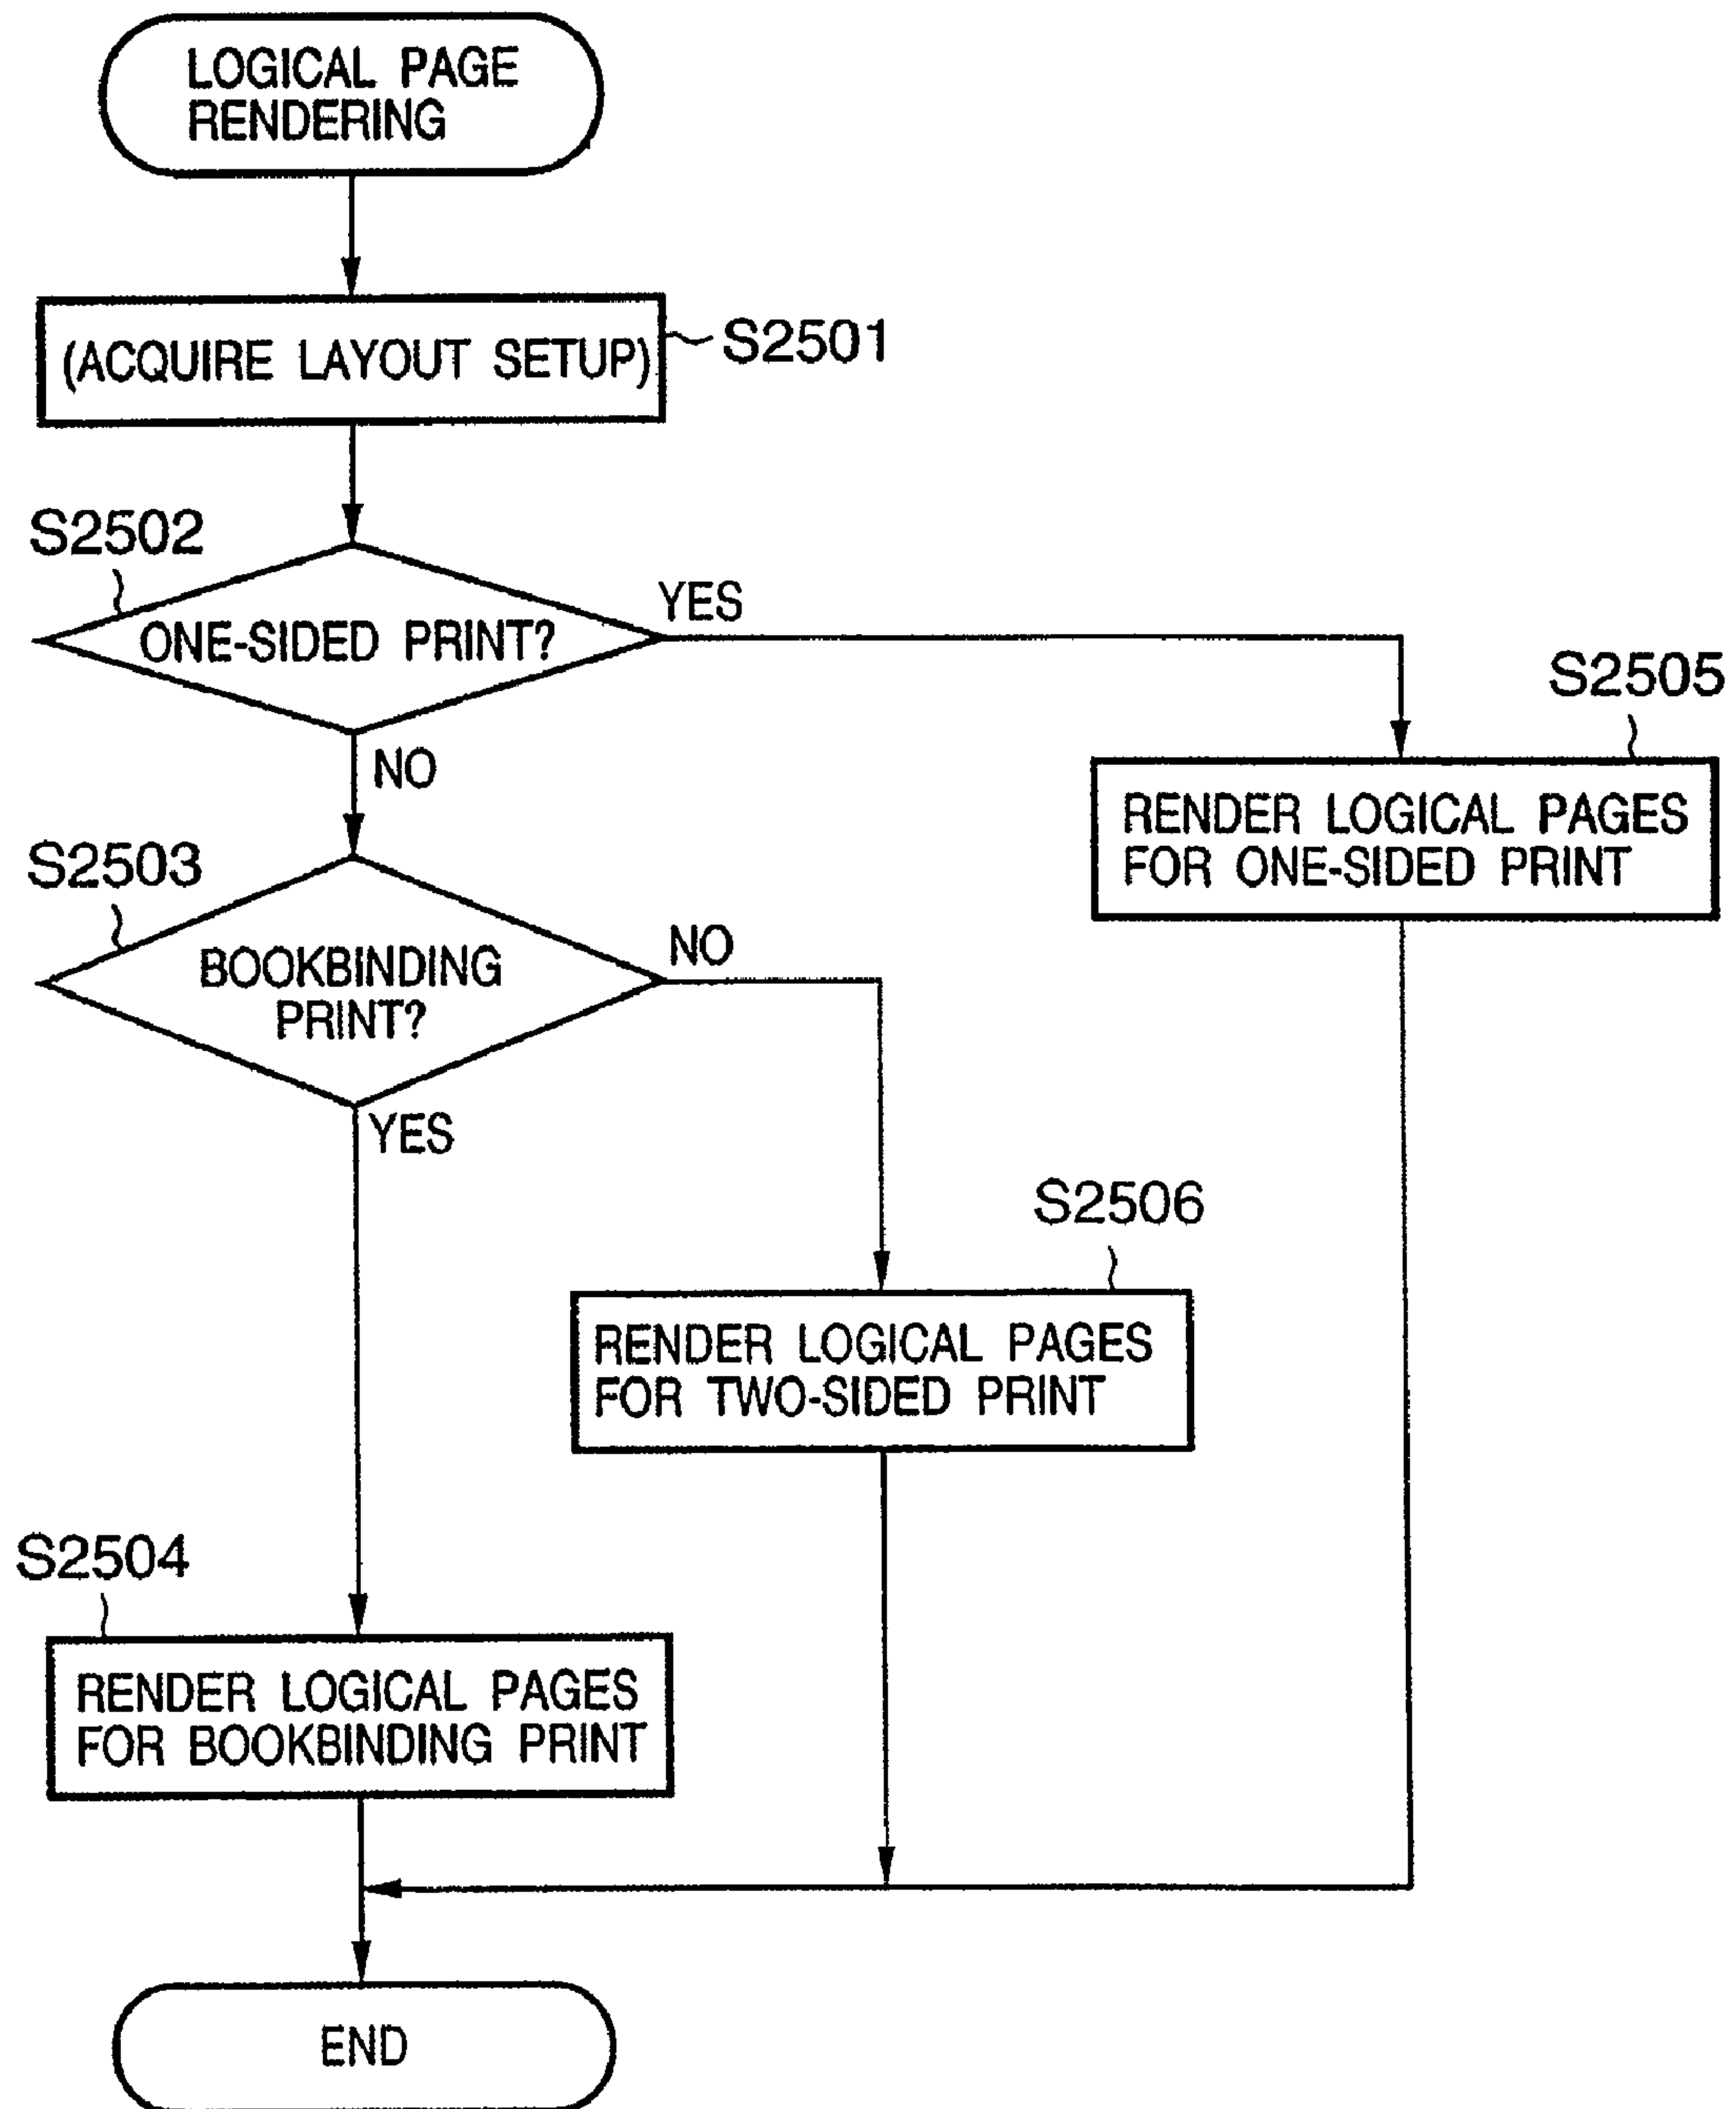 LOGICAL PAGE
RENDERING
(ACQUIRE LAYOUT SETUP)
S2501
S2502
ONE-SIDED PRINT?
YES
NO
S2505
RENDER LOGICAL PAGES
FOR ONE-SIDED PRINT
S2503
BOOKBINDING
PRINT?
NO
YES
S2506
RENDER LOGICAL PAGES
FOR TWO-SIDED PRINT
S2504
RENDER LOGICAL PAGES
FOR BOOKBINDING PRINT
END